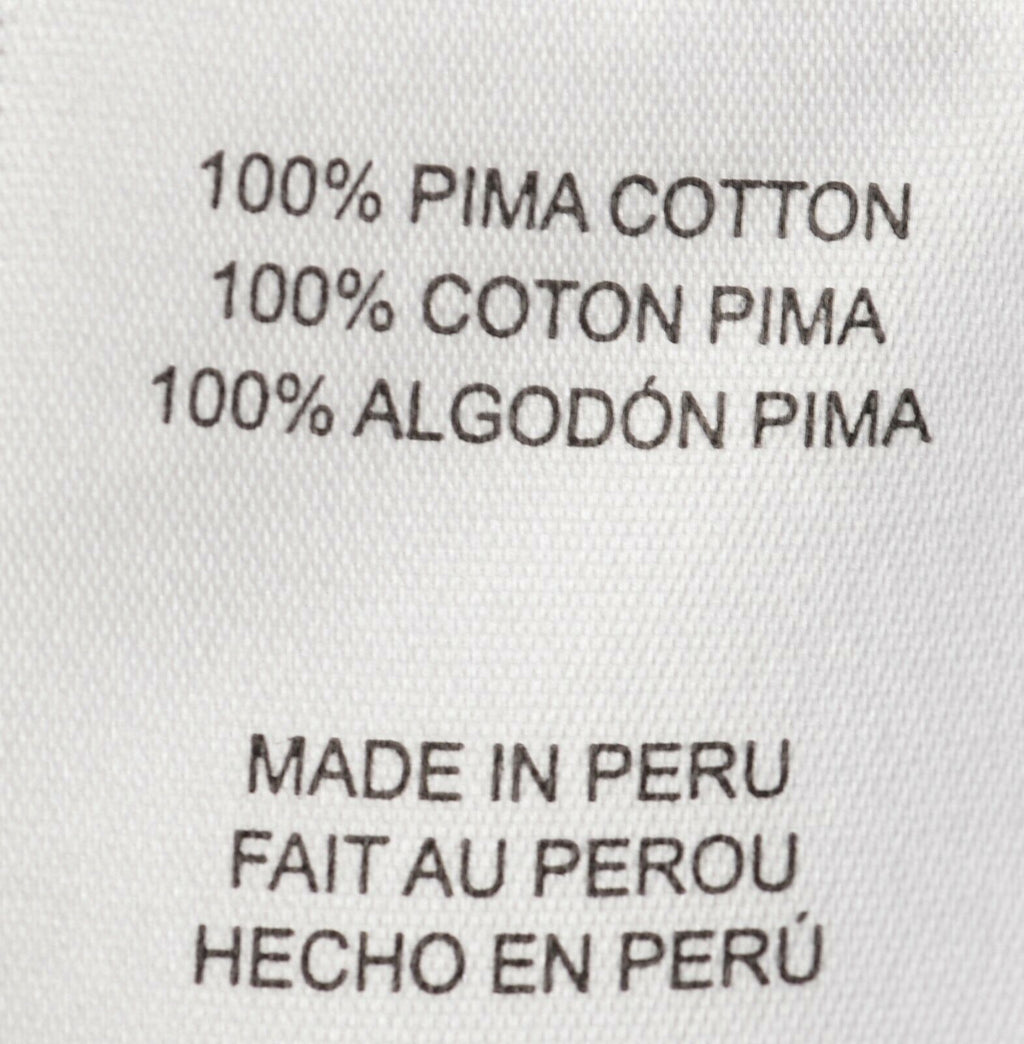 100% PIMA COTTON
100% COTON PIMA
100% ALGODÓN PIMA
MADE IN PERU
FAIT AU PEROU
HECHO EN PERÚ